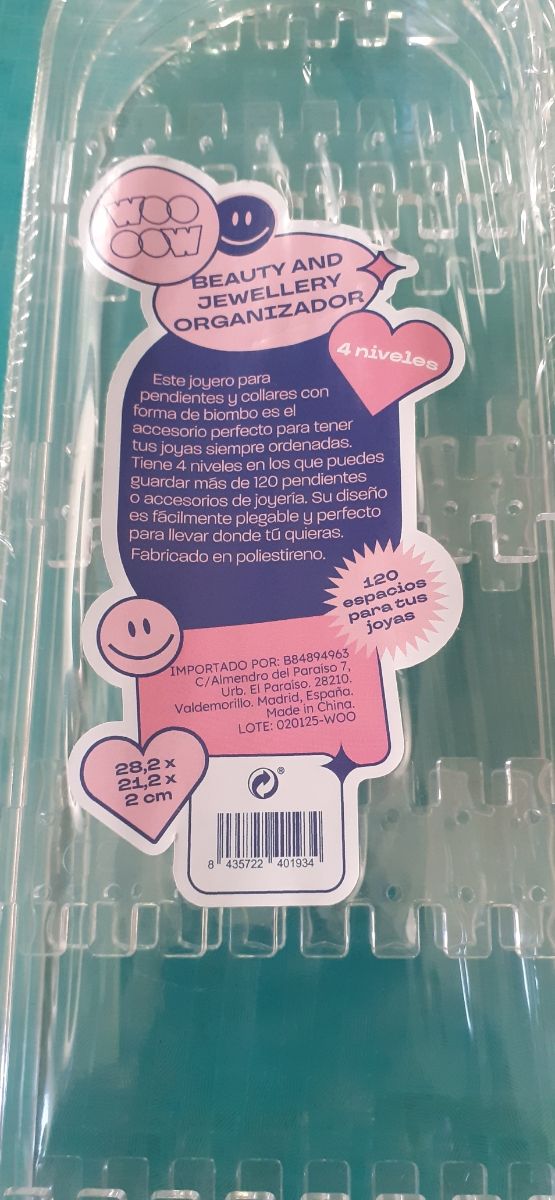 WOO
OOW
BEAUTY AND
JEWELLERY
ORGANIZADOR
4 niveles
Este joyero para
pendientes y collares con
forma de biombo es el
accesorio perfecto para tener
tus joyas siempre ordenadas.
Tiene 4 niveles en los que puedes
guardar más de 120 pendientes
o accesorios de joyería. Su diseño
es fácilmente plegable y perfecto
para llevar donde tú quieras.
Fabricado en poliestireno.
120
espacios
para tus
joyas
IMPORTADO POR: B84894963
C/Almendro del Paraíso 7,
Urb. El Paraíso. 28210.
Valdemorillo. Madrid, España.
Made in China.
LOTE: 020125-WOO
28,2 x
21,2 x
2 cm
®
8 435722 401934